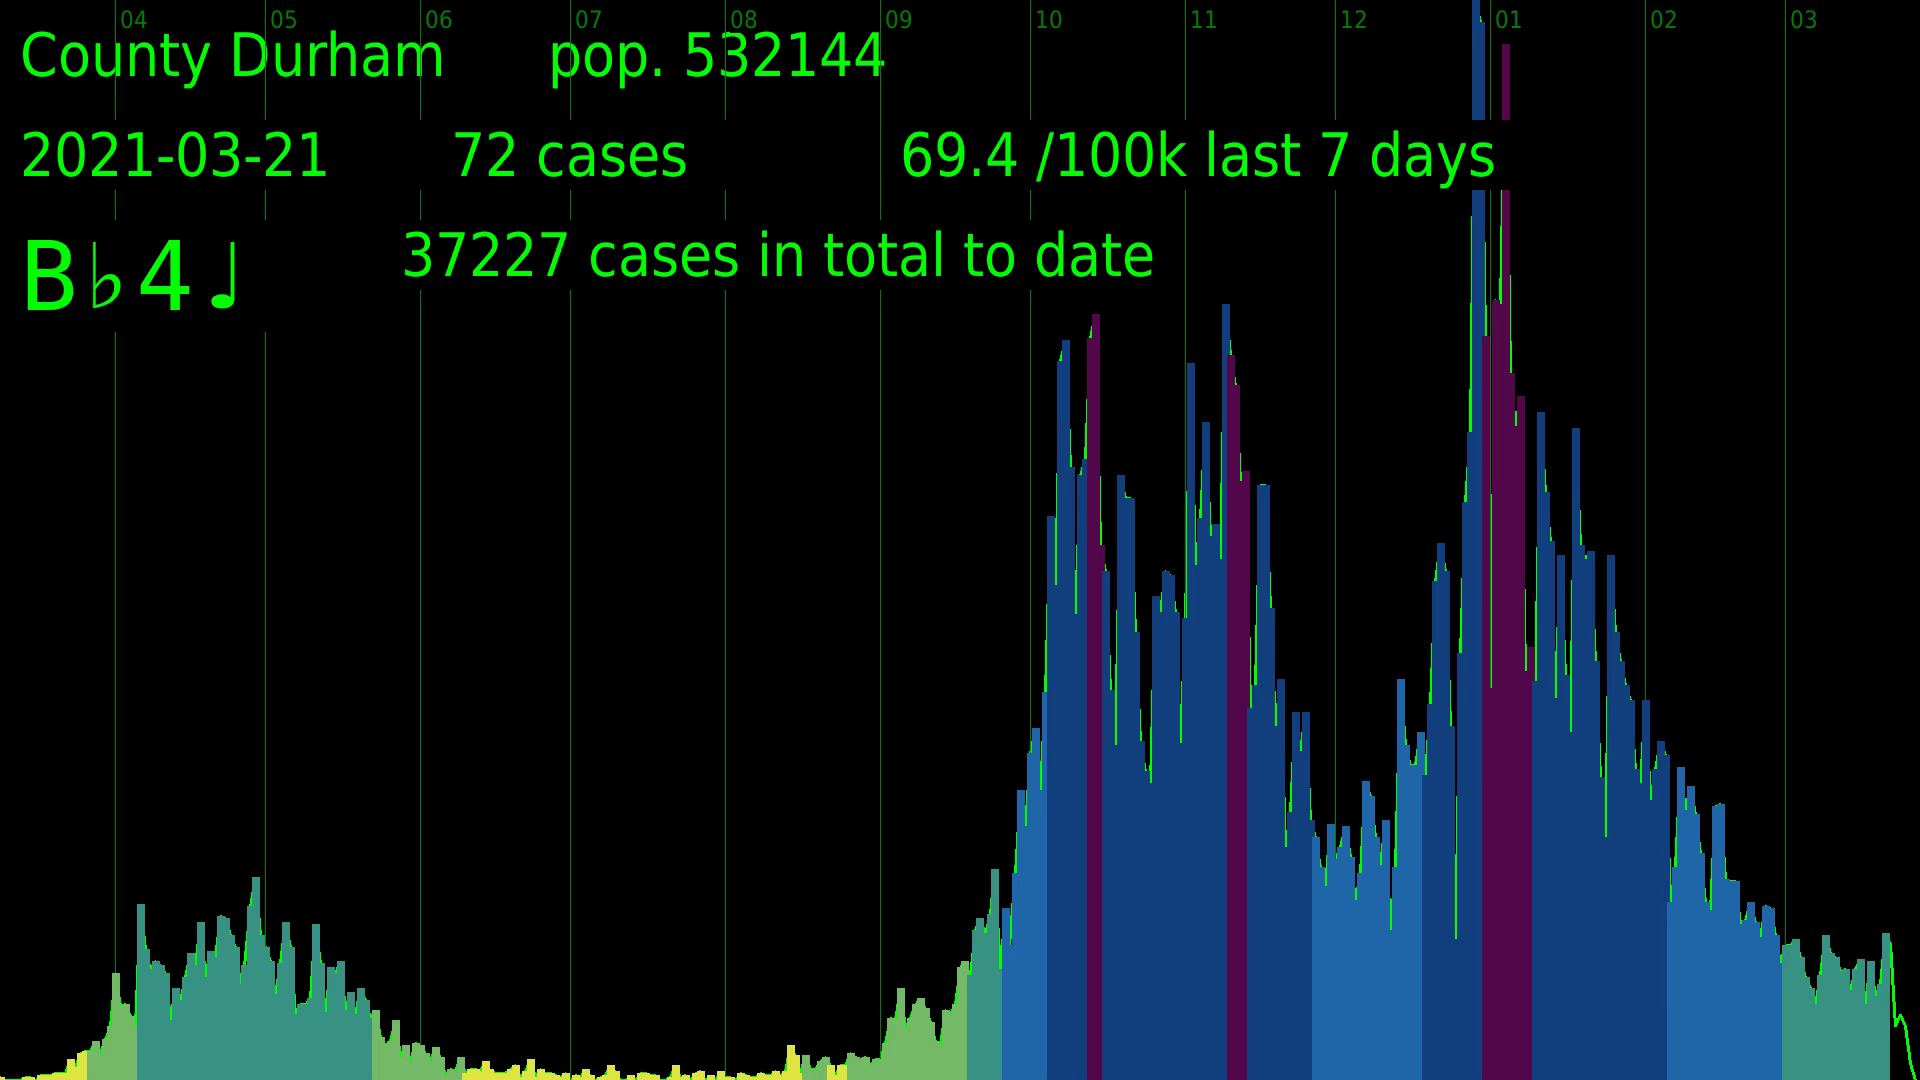 04 05 06 07 08 09 10 11 12 01 02 03
County Durham pop. 532144
2021-03-21 72 cases 69.4 /100k last 7 days
B♭4♩ 37227 cases in total to date